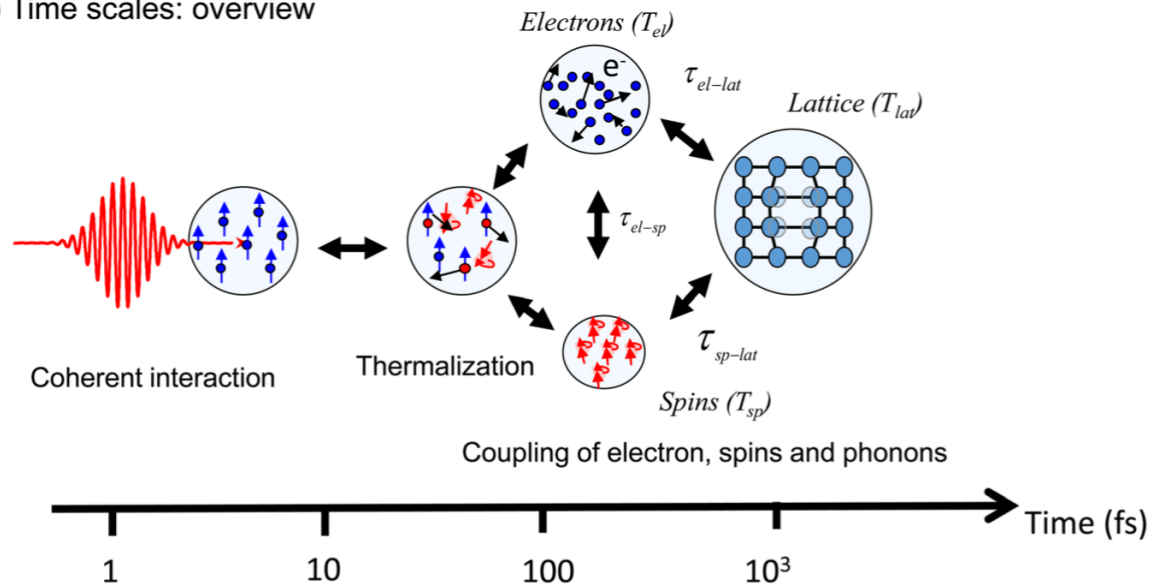 ) Time scales: overview
Electrons (T_el)
e⁻
τ_el–lat
Lattice (T_lat)
τ_el–sp
τ_sp–lat
Coherent interaction
Thermalization
Spins (T_sp)
Coupling of electron, spins and phonons
Time (fs)
1 10 100 10³